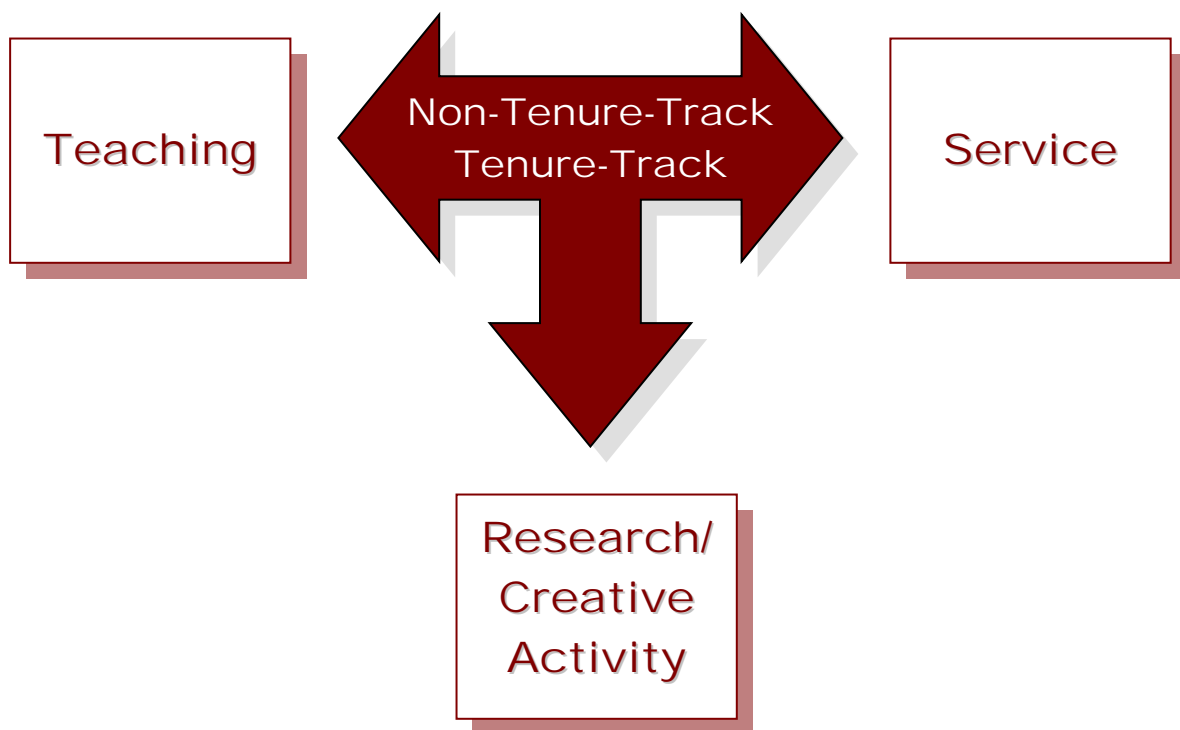 Teaching
Non-Tenure-Track
Tenure-Track
Service
Research/
Creative
Activity